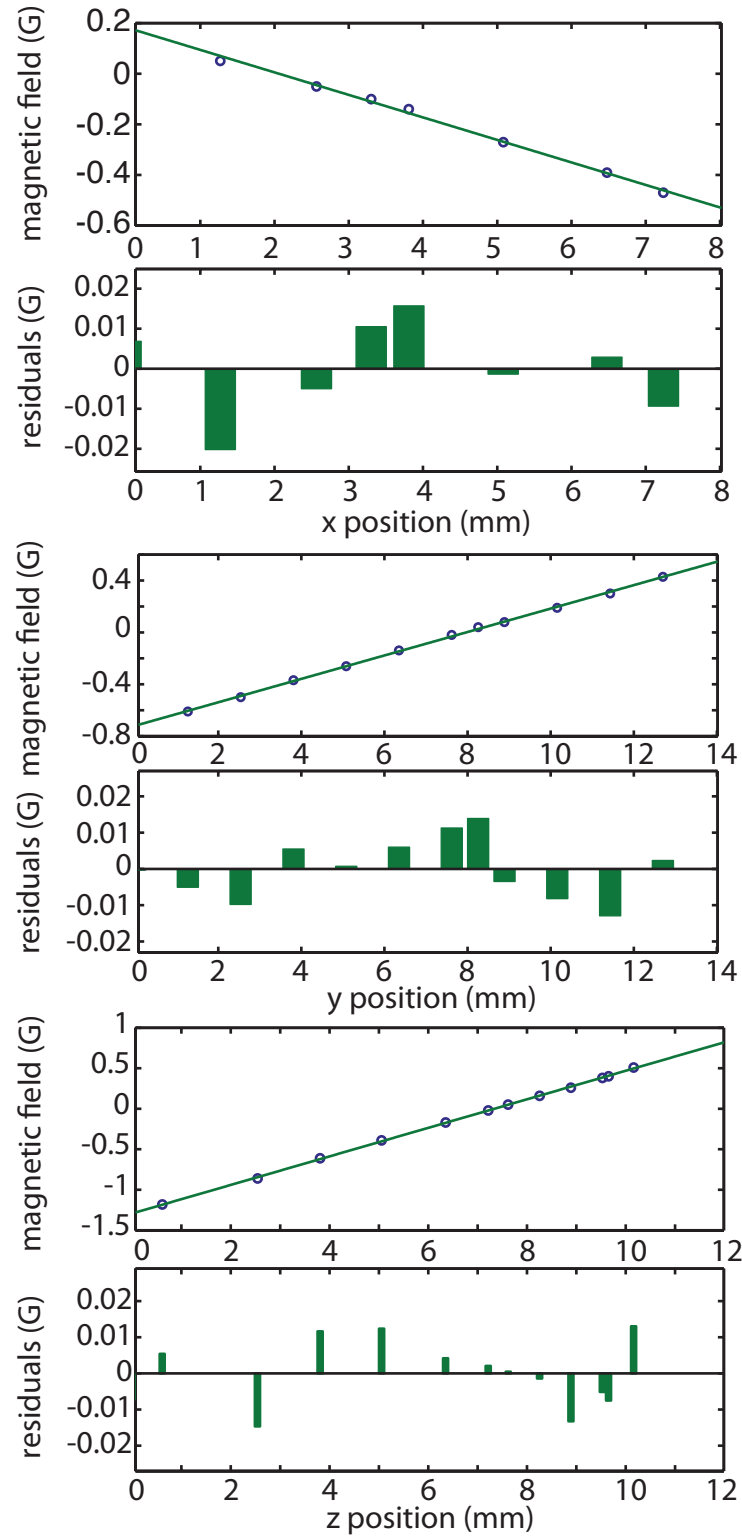 magnetic field (G)
0.2
0
-0.2
-0.4
-0.6
0 1 2 3 4 5 6 7 8
residuals (G)
0.02
0.01
0
-0.01
-0.02
0 1 2 3 4 5 6 7 8
x position (mm)
magnetic field (G)
0.4
0
-0.4
-0.8
0 2 4 6 8 10 12 14
residuals (G)
0.02
0.01
0
-0.01
-0.02
0 2 4 6 8 10 12 14
y position (mm)
magnetic field (G)
1
0.5
0
-0.5
-1
-1.5
0 2 4 6 8 10 12
residuals (G)
0.02
0.01
0
-0.01
-0.02
0 2 4 6 8 10 12
z position (mm)